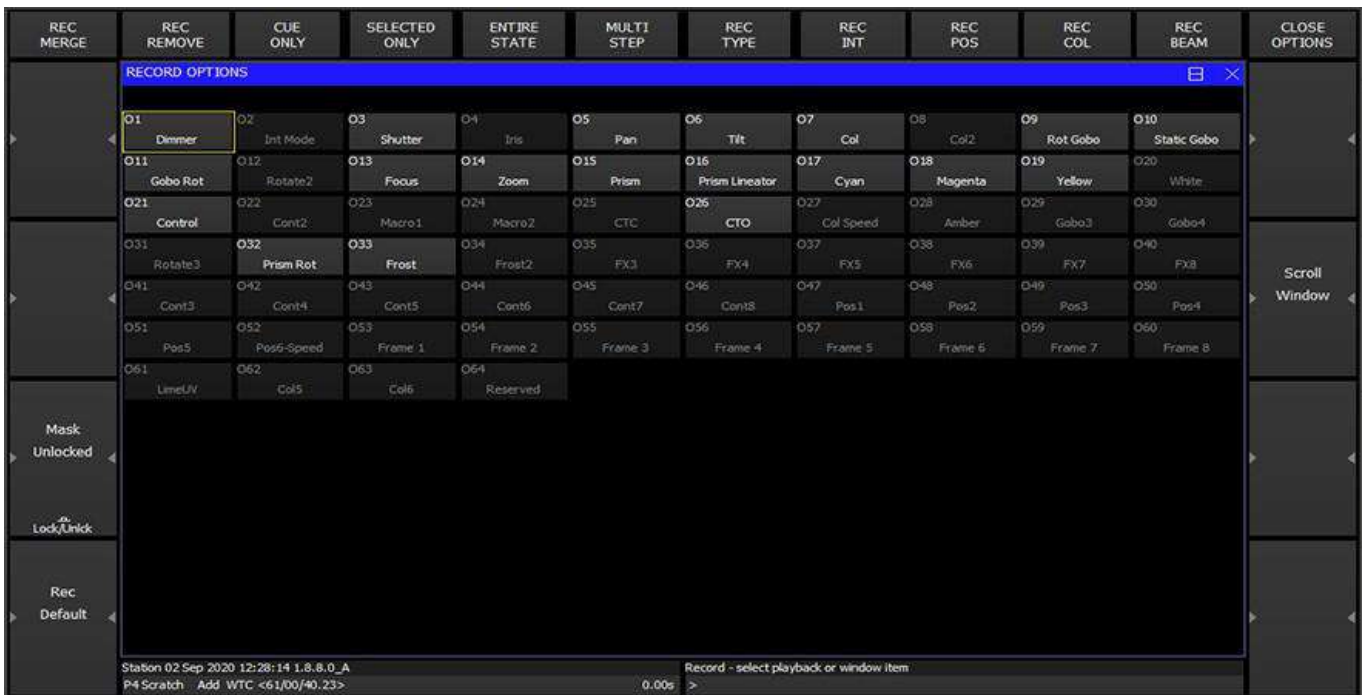 REC MERGE
REC REMOVE
CUE ONLY
SELECTED ONLY
ENTIRE STATE
MULTI STEP
REC TYPE
REC INT
REC POS
REC COL
REC BEAM
CLOSE OPTIONS
RECORD OPTIONS
O1 O2 O3 O4 O5 O6 O7 O8 O9 O10
Dimmer Int Mode Shutter Iris Pan Tilt Col Col2 Rot Gobo Static Gobo
O11 O12 O13 O14 O15 O16 O17 O18 O19 O20
Gobo Rot Rotate2 Focus Zoom Prism Prism Lineator Cyan Magenta Yellow White
O21 O22 O23 O24 O25 O26 O27 O28 O29 O30
Control Cont2 Macro1 Macro2 CTC CTO Col Speed Amber Gobo3 Gobo4
O31 O32 O33 O34 O35 O36 O37 O38 O39 O40
Rotate3 Prism Rot Frost Frost2 FX3 FX4 FX5 FX6 FX7 FX8
O41 O42 O43 O44 O45 O46 O47 O48 O49 O50
Cont3 Cont4 Cont5 Cont6 Cont7 Cont8 Pos1 Pos2 Pos3 Pos4
O51 O52 O53 O54 O55 O56 O57 O58 O59 O60
Pos5 Pos6-Speed Frame 1 Frame 2 Frame 3 Frame 4 Frame 5 Frame 6 Frame 7 Frame 8
O61 O62 O63 O64
LimeUV Col5 Col6 Reserved
Scroll
Window
Mask
Unlocked
Lock/Unlck
Rec
Default
Station 02 Sep 2020 12:28:14 1.8.8.0_A
Record - select playback or window item
P4 Scratch Add WTC <61/00/40.23> 0.00s >